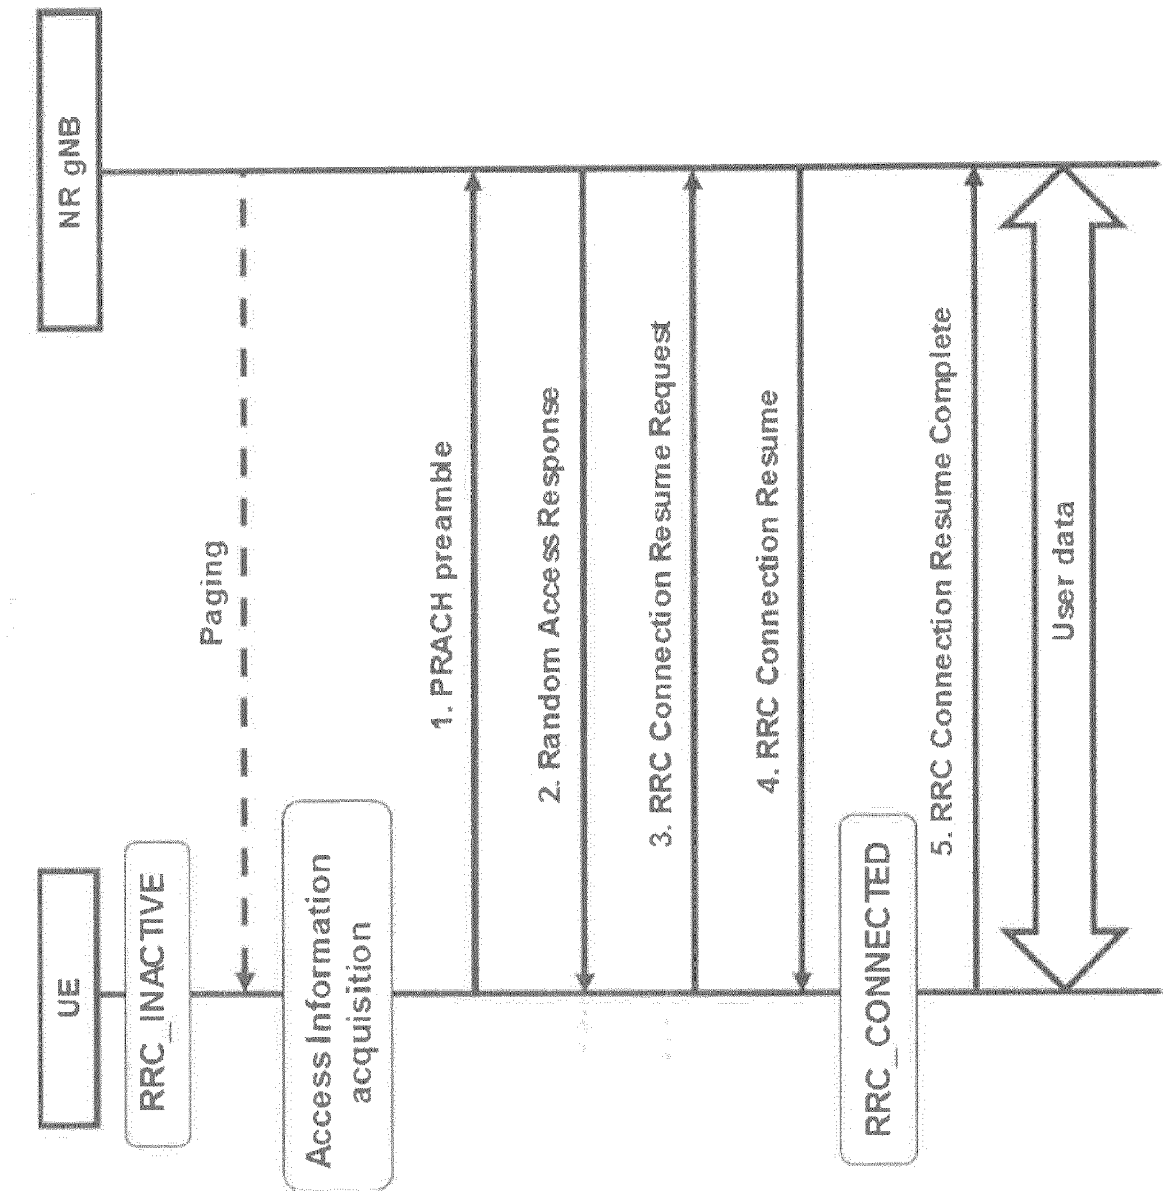 UE
NR gNB
RRC_INACTIVE
Paging
Access Information
acquisition
1. PRACH preamble
2. Random Access Response
3. RRC Connection Resume Request
4. RRC Connection Resume
RRC_CONNECTED
5. RRC Connection Resume Complete
User data